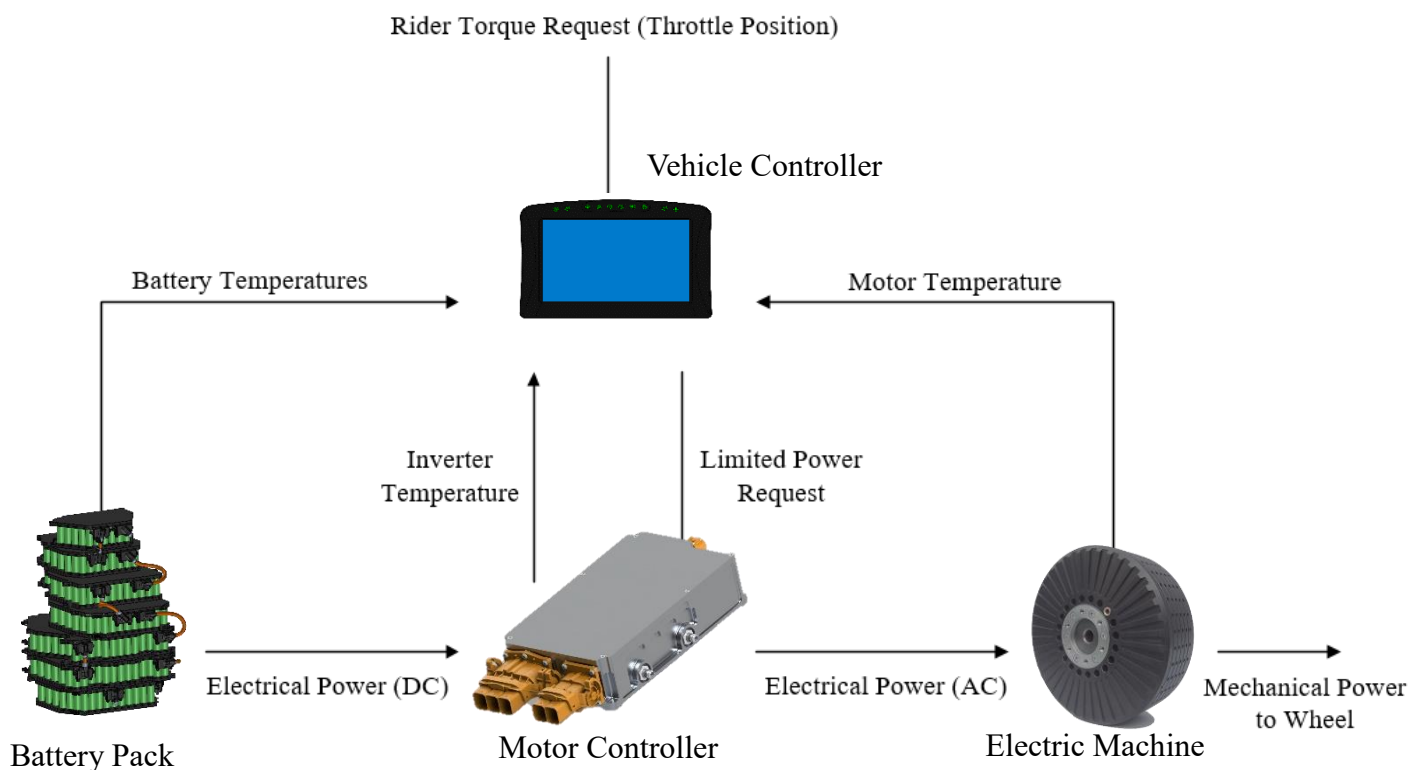 Rider Torque Request (Throttle Position)
Vehicle Controller
Battery Temperatures
Motor Temperature
Inverter
Temperature
Limited Power
Request
Electrical Power (DC)
Electrical Power (AC)
Mechanical Power
to Wheel
Battery Pack
Motor Controller
Electric Machine